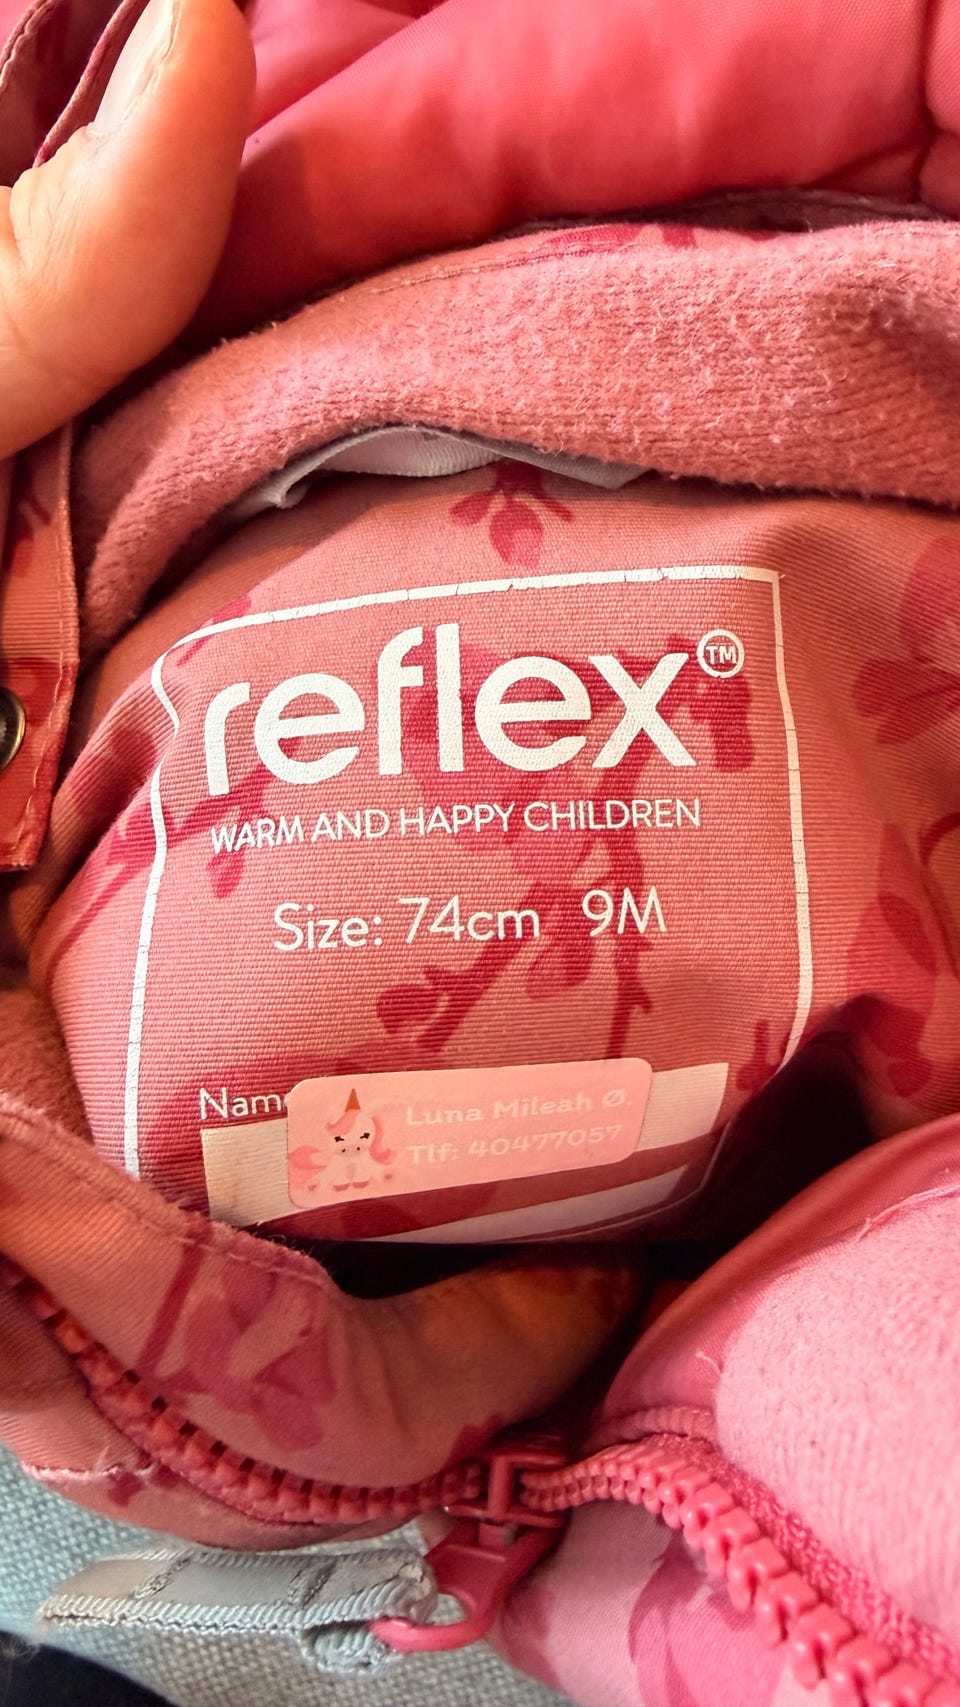 reflex™
WARM AND HAPPY CHILDREN
Size: 74cm 9M
Nam
Luna Mileah Ø.
Tlf: 40477057